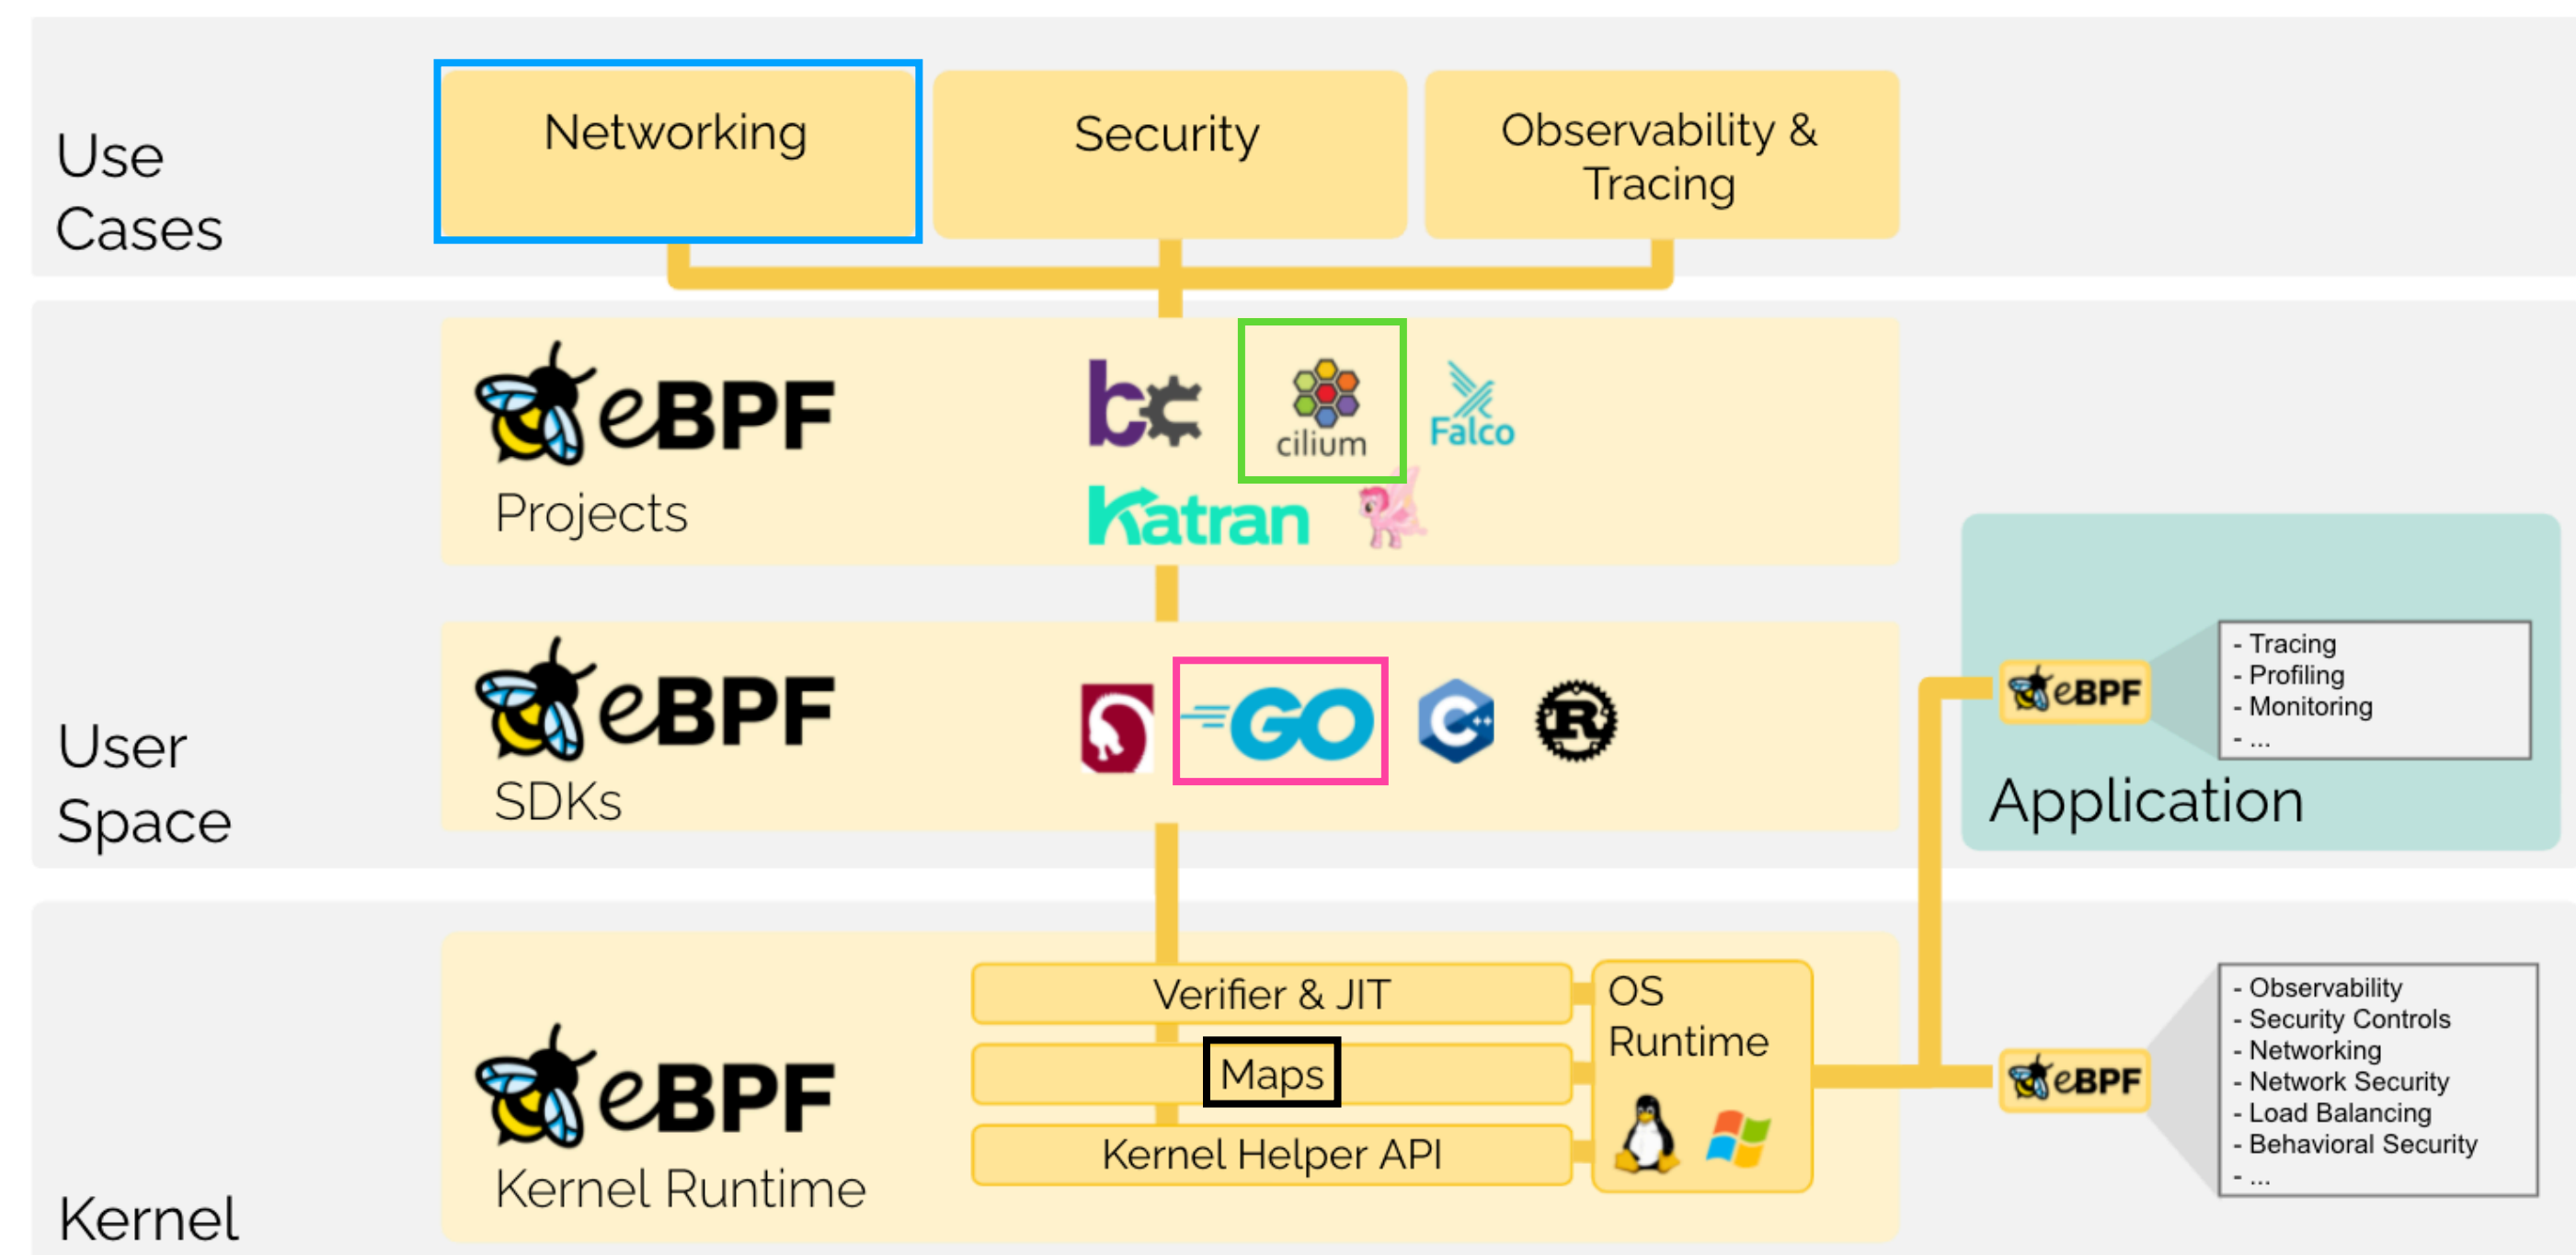 Use
Cases
Networking
Security
Observability &
Tracing
User
Space
eBPF
Projects
bc
cilium
Falco
Katran
eBPF
SDKs
GO
C++
R
eBPF
- Tracing
- Profiling
- Monitoring
- ...
Application
Kernel
eBPF
Kernel Runtime
Verifier & JIT
Maps
Kernel Helper API
OS
Runtime
eBPF
- Observability
- Security Controls
- Networking
- Network Security
- Load Balancing
- Behavioral Security
- ...